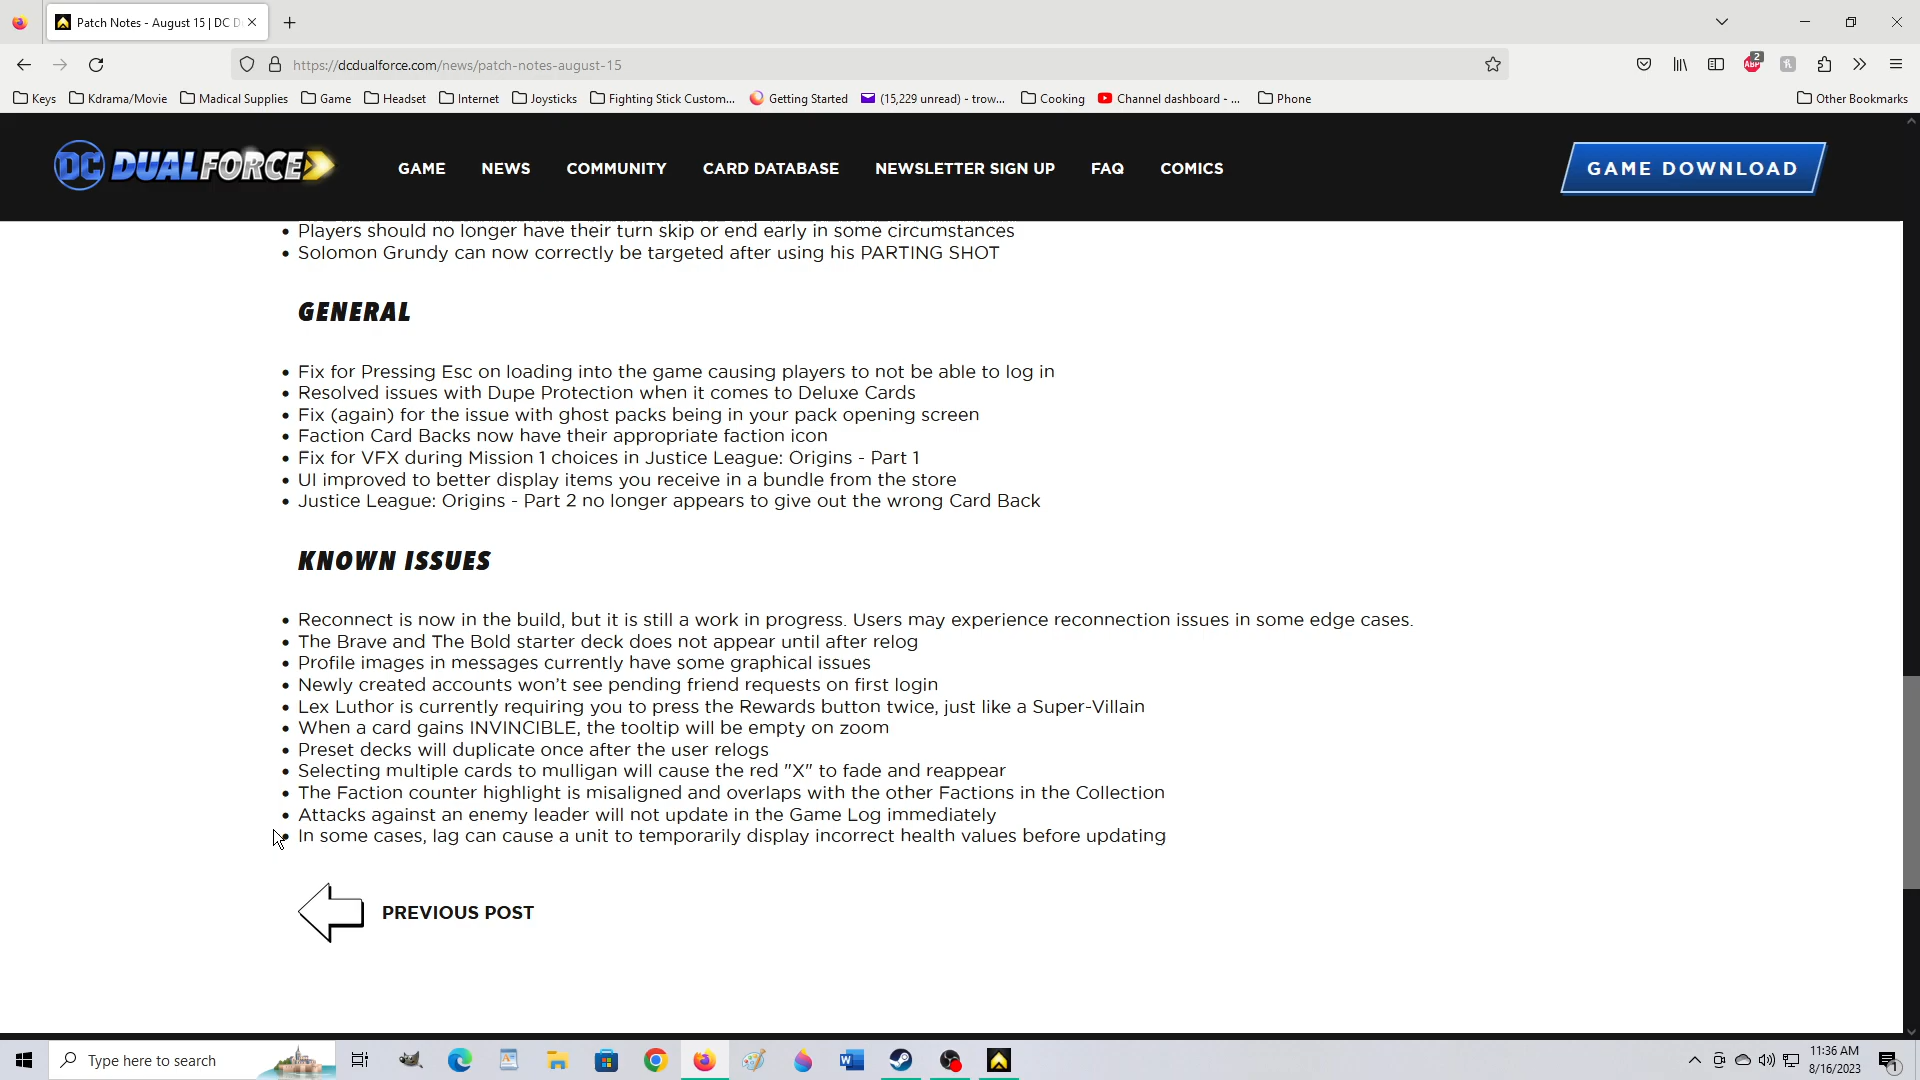 Patch Notes - August 15 | DC D
https://dcdualforce.com/news/patch-notes-august-15
2
ABP
Keys
Kdrama/Movie
Madical Supplies
Game
Headset
Internet
Joysticks
Fighting Stick Custom...
Getting Started
(15,229 unread) - trow...
Cooking
Channel dashboard - ...
Phone
Other Bookmarks
DC DUALFORCE
GAME
NEWS
COMMUNITY
CARD DATABASE
NEWSLETTER SIGN UP
FAQ
COMICS
GAME DOWNLOAD
Players should no longer have their turn skip or end early in some circumstances
Solomon Grundy can now correctly be targeted after using his PARTING SHOT
GENERAL
Fix for Pressing Esc on loading into the game causing players to not be able to log in
Resolved issues with Dupe Protection when it comes to Deluxe Cards
Fix (again) for the issue with ghost packs being in your pack opening screen
Faction Card Backs now have their appropriate faction icon
Fix for VFX during Mission 1 choices in Justice League: Origins - Part 1
UI improved to better display items you receive in a bundle from the store
Justice League: Origins - Part 2 no longer appears to give out the wrong Card Back
KNOWN ISSUES
Reconnect is now in the build, but it is still a work in progress. Users may experience reconnection issues in some edge cases.
The Brave and The Bold starter deck does not appear until after relog
Profile images in messages currently have some graphical issues
Newly created accounts won't see pending friend requests on first login
Lex Luthor is currently requiring you to press the Rewards button twice, just like a Super-Villain
When a card gains INVINCIBLE, the tooltip will be empty on zoom
Preset decks will duplicate once after the user relogs
Selecting multiple cards to mulligan will cause the red "X" to fade and reappear
The Faction counter highlight is misaligned and overlaps with the other Factions in the Collection
Attacks against an enemy leader will not update in the Game Log immediately
In some cases, lag can cause a unit to temporarily display incorrect health values before updating
PREVIOUS POST
Type here to search
11:36 AM
8/16/2023
1